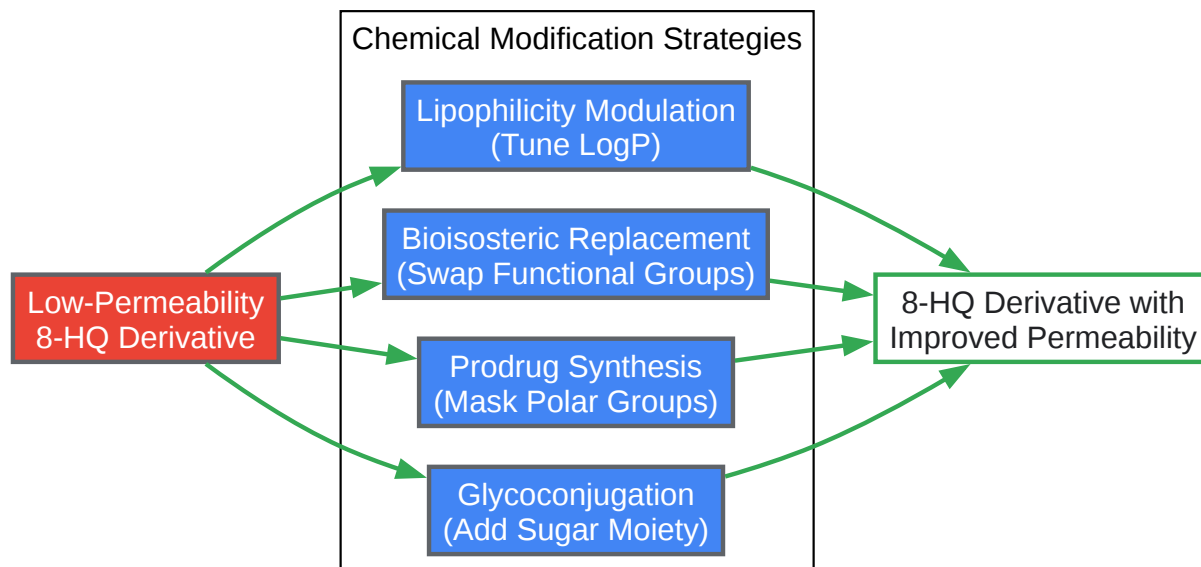 Chemical Modification Strategies
Lipophilicity Modulation
(Tune LogP)
Bioisosteric Replacement
(Swap Functional Groups)
Low-Permeability
8-HQ Derivative
8-HQ Derivative with
Improved Permeability
Prodrug Synthesis
(Mask Polar Groups)
Glycoconjugation
(Add Sugar Moiety)